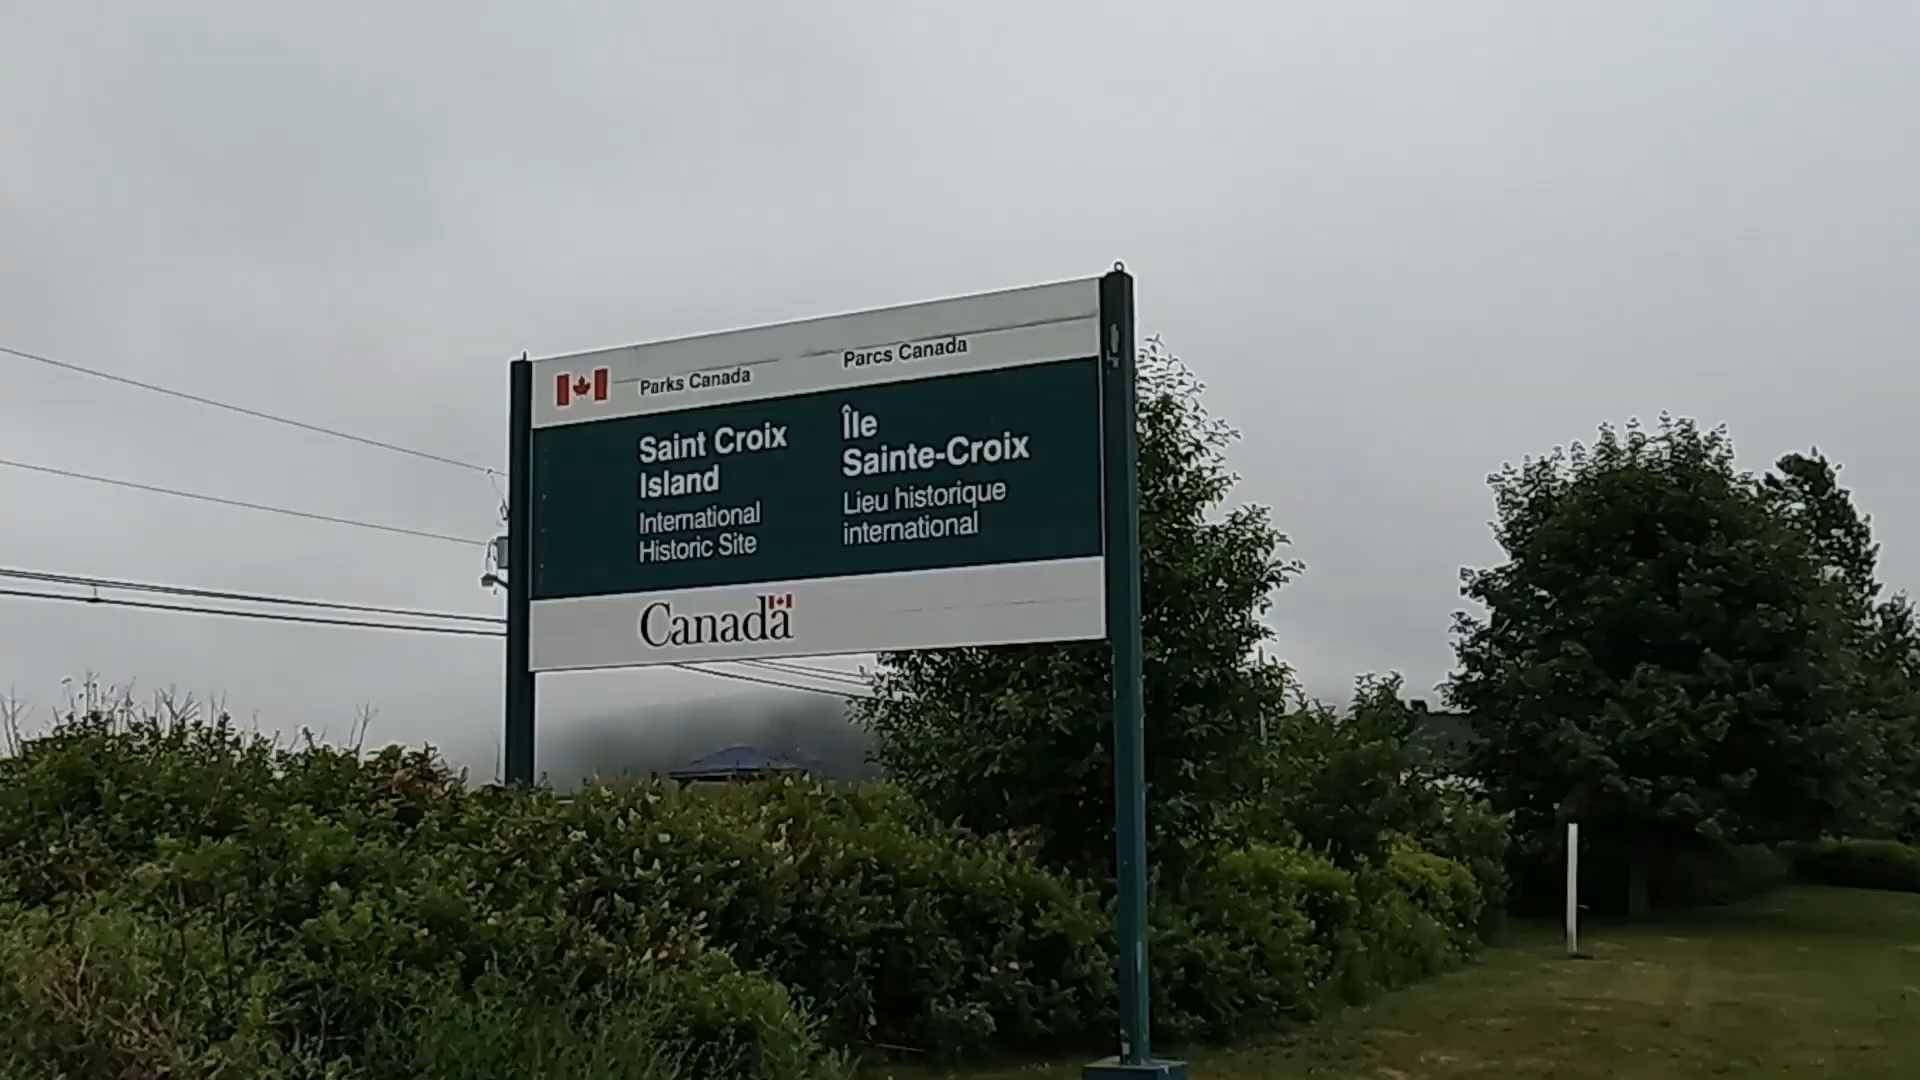 Parks Canada
Parcs Canada
Saint Croix
Island
International
Historic Site
Île
Sainte-Croix
Lieu historique
international
Canada